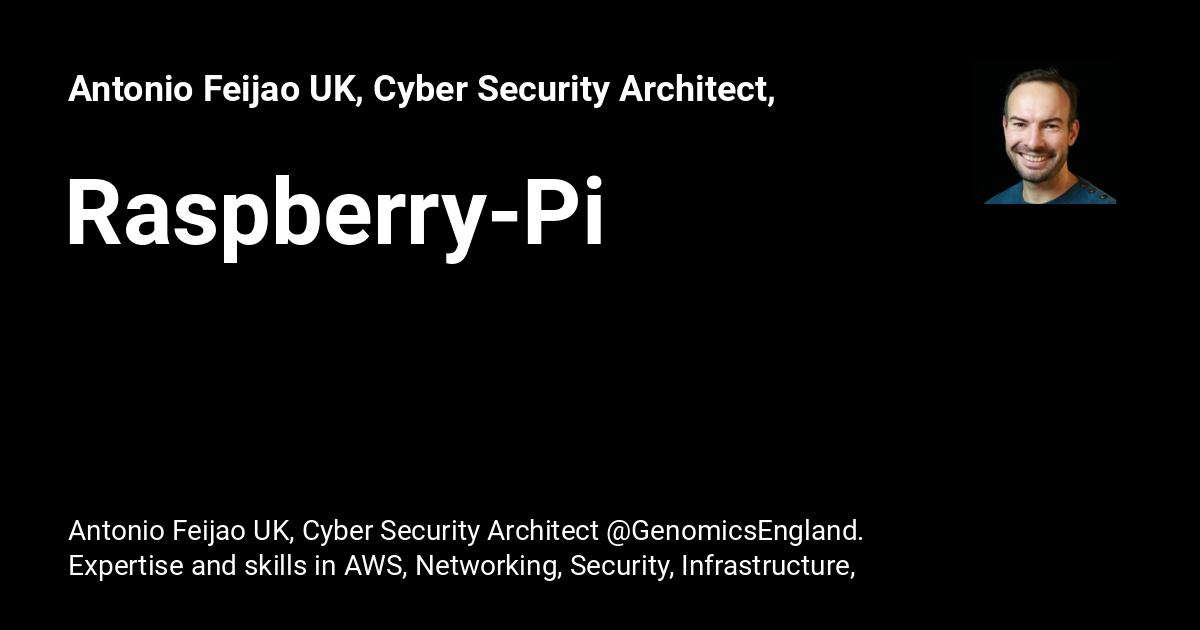 Antonio Feijao UK, Cyber Security Architect,
Raspberry-Pi
Antonio Feijao UK, Cyber Security Architect @GenomicsEngland.
Expertise and skills in AWS, Networking, Security, Infrastructure,